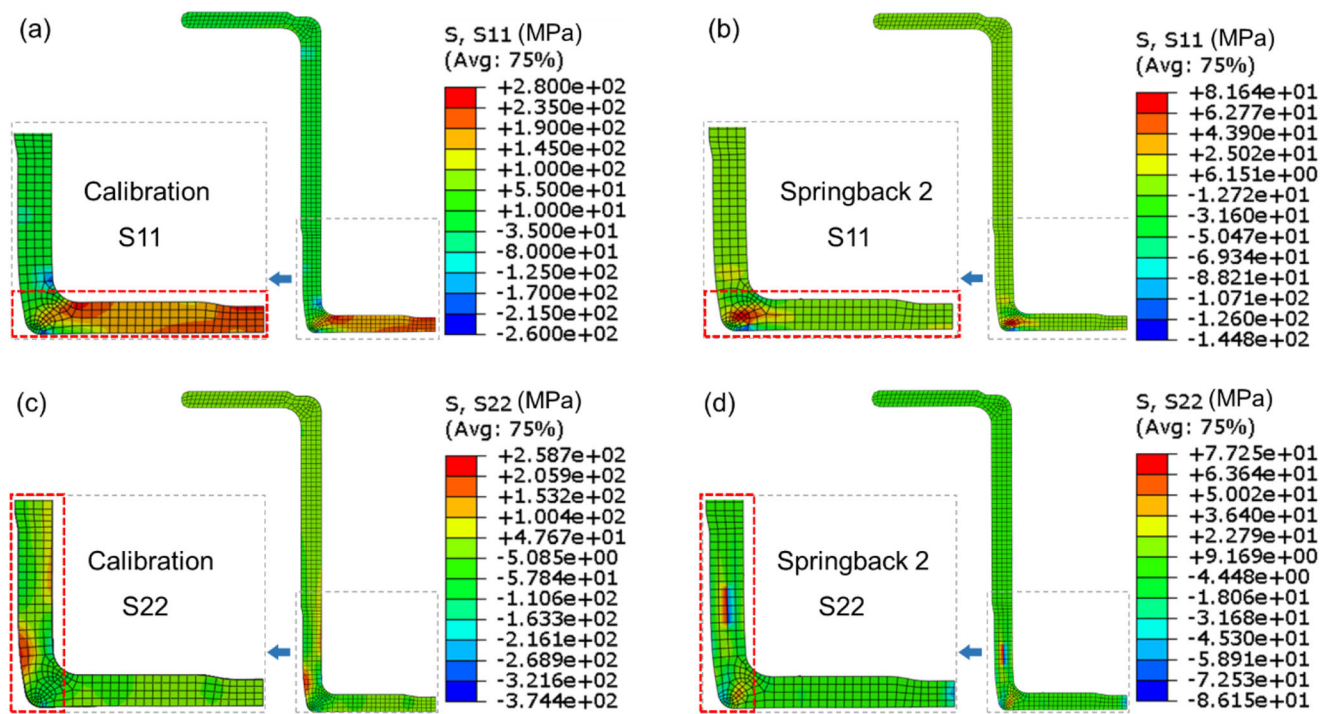 (a)
S, S11 (MPa)
(Avg: 75%)
+2.800e+02
+2.350e+02
+1.900e+02
+1.450e+02
+1.000e+02
+5.500e+01
+1.000e+01
-3.500e+01
-8.000e+01
-1.250e+02
-1.700e+02
-2.150e+02
-2.600e+02
Calibration
S11
(b)
S, S11 (MPa)
(Avg: 75%)
+8.164e+01
+6.277e+01
+4.390e+01
+2.502e+01
+6.151e+00
-1.272e+01
-3.160e+01
-5.047e+01
-6.934e+01
-8.821e+01
-1.071e+02
-1.260e+02
-1.448e+02
Springback 2
S11
(c)
S, S22 (MPa)
(Avg: 75%)
+2.587e+02
+2.059e+02
+1.532e+02
+1.004e+02
+4.767e+01
-5.085e+00
-5.784e+01
-1.106e+02
-1.633e+02
-2.161e+02
-2.689e+02
-3.216e+02
-3.744e+02
Calibration
S22
(d)
S, S22 (MPa)
(Avg: 75%)
+7.725e+01
+6.364e+01
+5.002e+01
+3.640e+01
+2.279e+01
+9.169e+00
-4.448e+00
-1.806e+01
-3.168e+01
-4.530e+01
-5.891e+01
-7.253e+01
-8.615e+01
Springback 2
S22